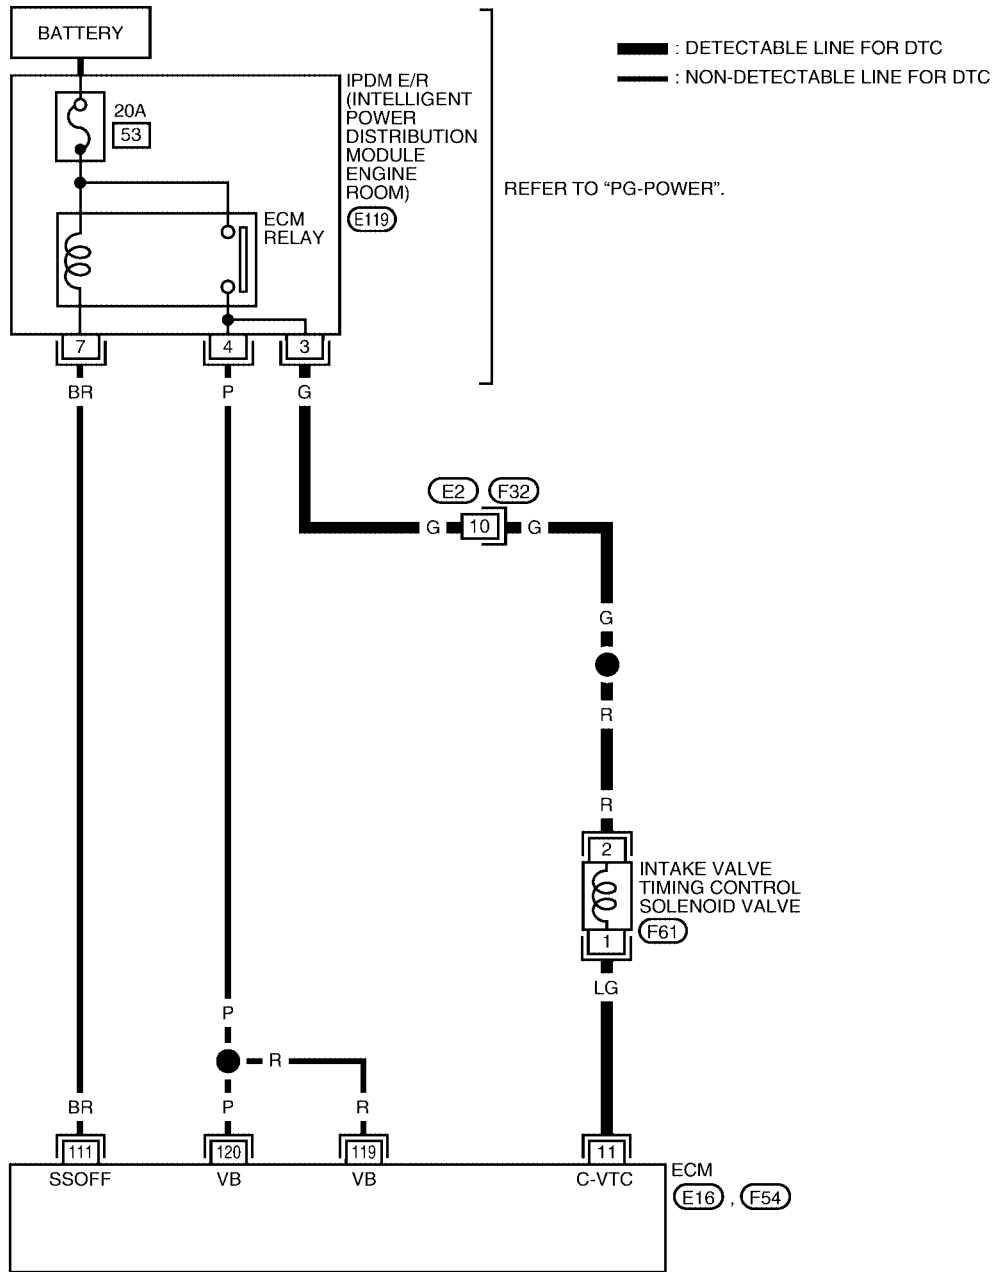 BATTERY
: DETECTABLE LINE FOR DTC
: NON-DETECTABLE LINE FOR DTC
20A
53
IPDM E/R
(INTELLIGENT
POWER
DISTRIBUTION
MODULE
ENGINE
ROOM)
E119
REFER TO “PG-POWER”.
ECM
RELAY
7
4
3
BR
P
G
E2
F32
G
10
G
G
R
R
2
INTAKE VALVE
TIMING CONTROL
SOLENOID VALVE
F61
1
LG
P
R
BR
P
R
111
120
119
11
SSOFF
VB
VB
C-VTC
ECM
E16 , F54